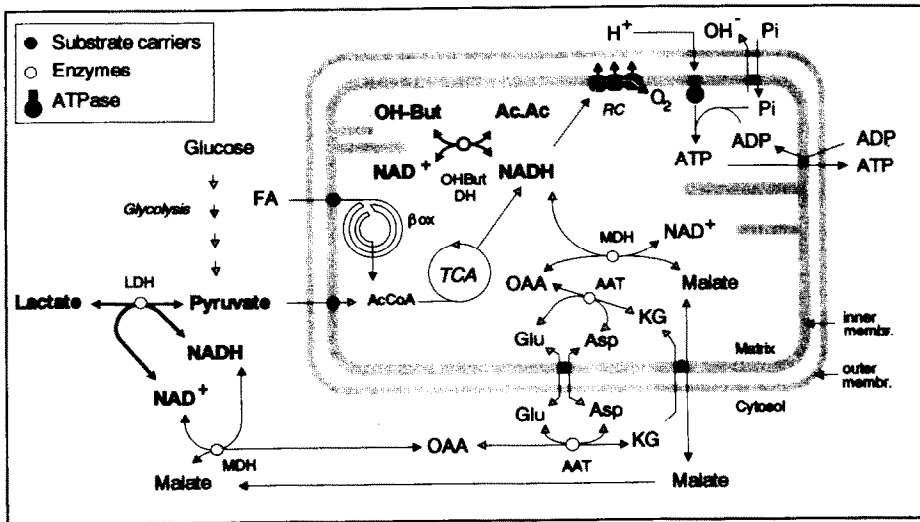 Substrate carriers
Enzymes
ATPase
H+
OH-
Pi
OH-But
Ac.Ac
RC
O2
Pi
ADP
ADP
Glucose
NAD+
OHBut
DH
NADH
ATP
ATP
Glycolysis
FA
β ox
NAD+
MDH
LDH
TCA
OAA
AAT
Malate
Lactate
Pyruvate
AcCoA
KG
inner
membr.
NADH
Glu
Asp
Matrix
outer
membr.
NAD+
Cytosol
Glu
Asp
OAA
KG
MDH
AAT
Malate
Malate